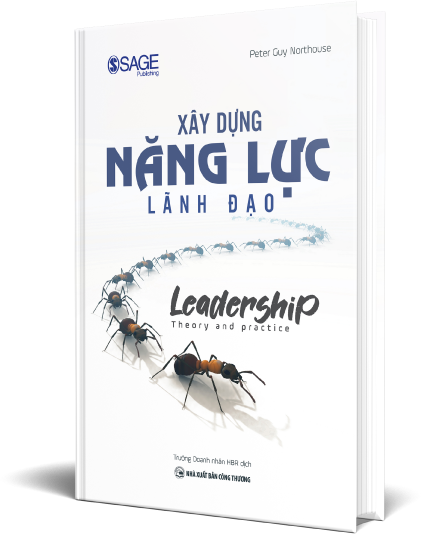 SAGE
Publishing
Peter Guy Northouse
XÂY DỰNG
NĂNG LỰC
LÃNH ĐẠO
Leadership
Theory and practice
Trường Doanh nhân HBR dịch
NHÀ XUẤT BẢN CÔNG THƯƠNG